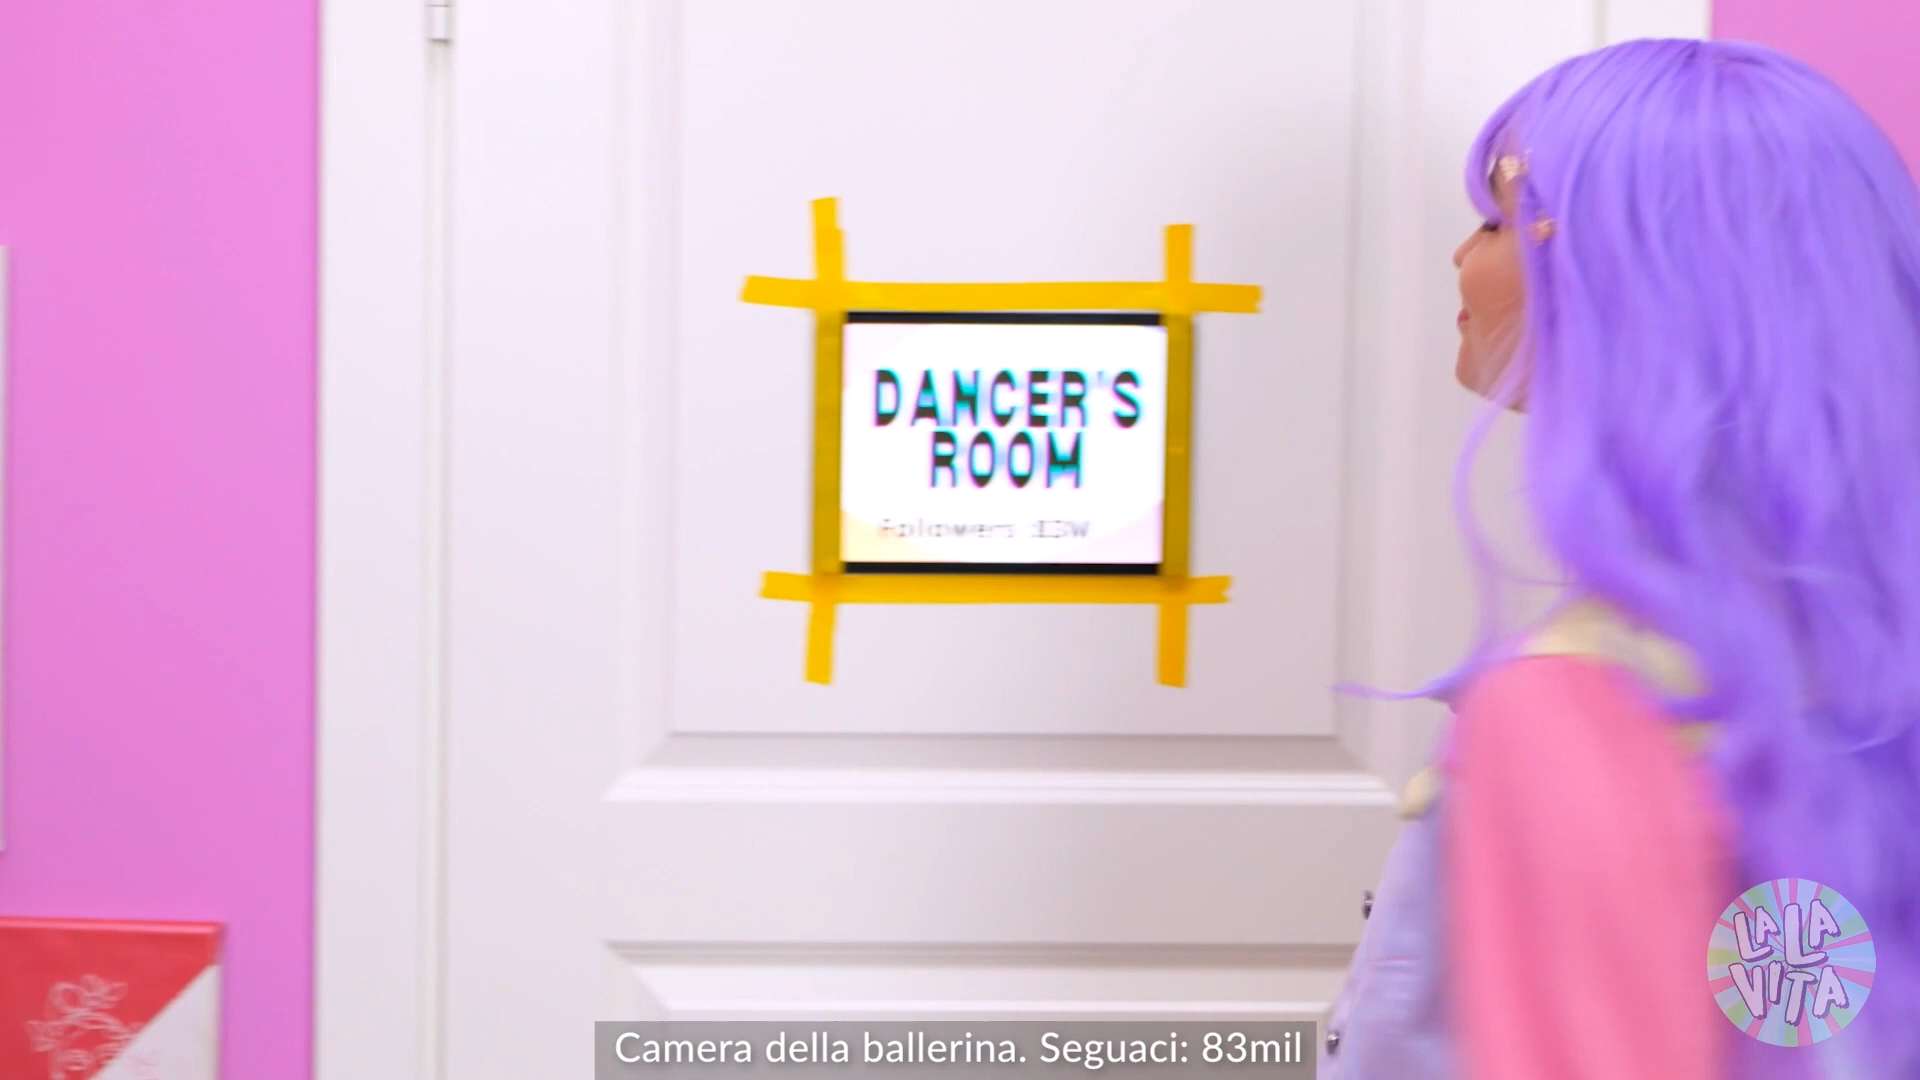 DANCER'S
ROOM
Camera della ballerina. Seguaci: 83mil
LA LA
VITA